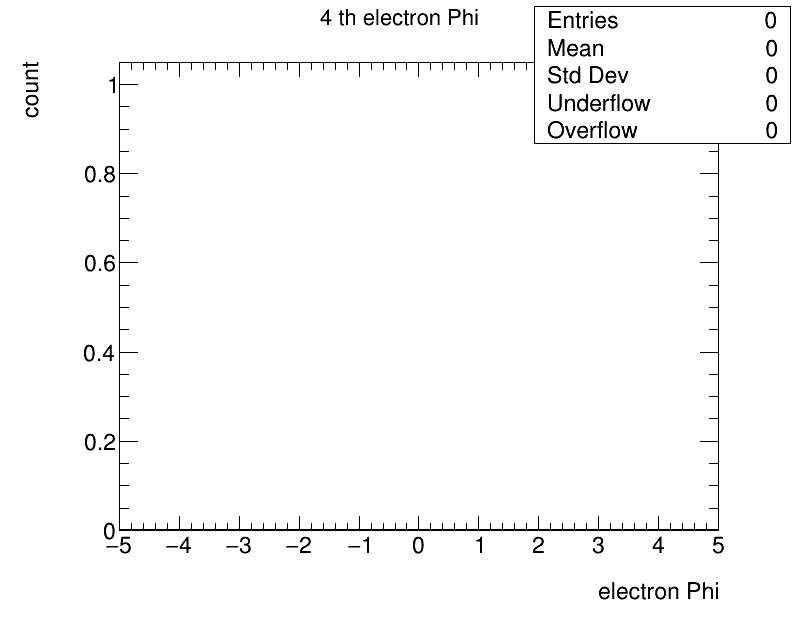 4 th electron Phi
Entries 0
Mean 0
Std Dev 0
Underflow 0
Overflow 0
count
1
0.8
0.6
0.4
0.2
0
−5 −4 −3 −2 −1 0 1 2 3 4 5
electron Phi